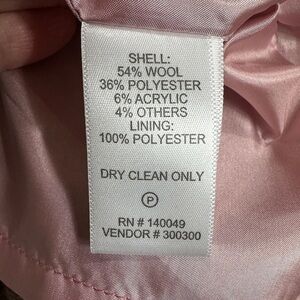 SHELL:
54% WOOL
36% POLYESTER
6% ACRYLIC
4% OTHERS
LINING:
100% POLYESTER
DRY CLEAN ONLY
P
RN # 140049
VENDOR # 300300